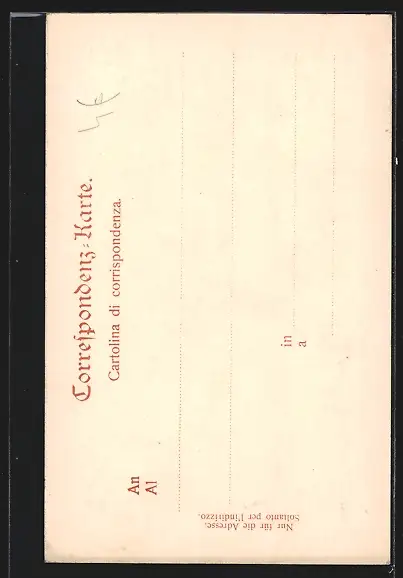 Correſpondenz-Karte.
Cartolina di corrispondenza.
An
Al
in
a
Nur für die Adresse.
Soltanto per l'indirizzo.